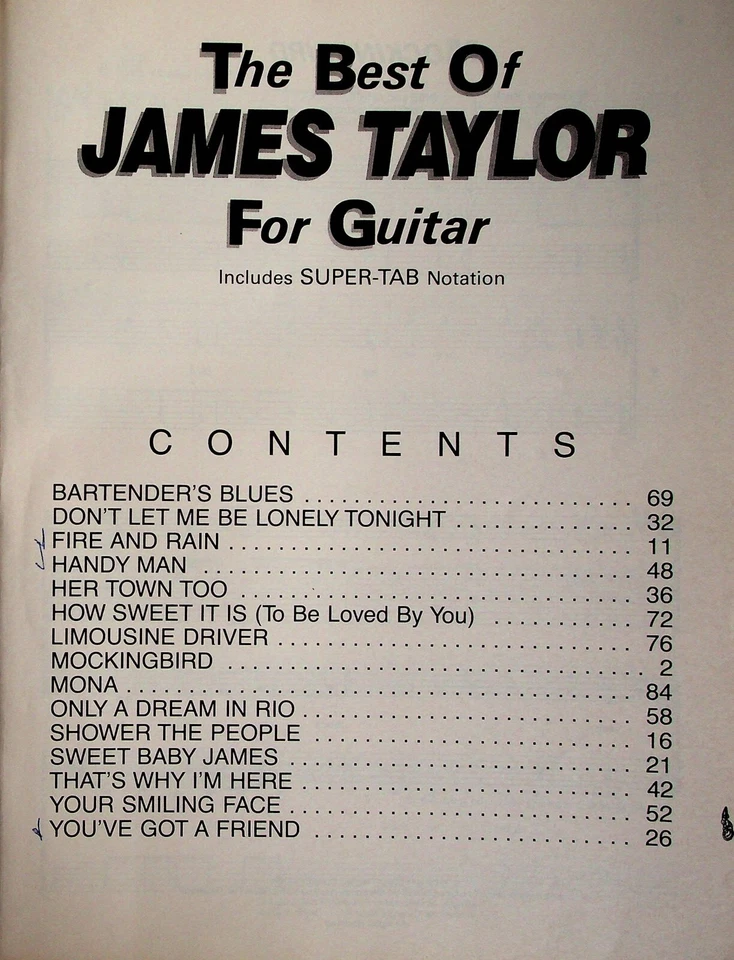 The Best Of
JAMES TAYLOR
For Guitar
Includes SUPER-TAB Notation
CONTENTS
BARTENDER'S BLUES . . . . . . . . . . . . . . . . . . . . . . . . . . 69
DON'T LET ME BE LONELY TONIGHT . . . . . . . . . . . . . . 32
FIRE AND RAIN . . . . . . . . . . . . . . . . . . . . . . . . . . . . . . . . 11
HANDY MAN . . . . . . . . . . . . . . . . . . . . . . . . . . . . . . . . . . . 48
HER TOWN TOO . . . . . . . . . . . . . . . . . . . . . . . . . . . . . . . 36
HOW SWEET IT IS (To Be Loved By You) . . . . . . . . . . . 72
LIMOUSINE DRIVER . . . . . . . . . . . . . . . . . . . . . . . . . . . . 76
MOCKINGBIRD . . . . . . . . . . . . . . . . . . . . . . . . . . . . . . . . . 2
MONA . . . . . . . . . . . . . . . . . . . . . . . . . . . . . . . . . . . . . . . . 84
ONLY A DREAM IN RIO . . . . . . . . . . . . . . . . . . . . . . . . . . 58
SHOWER THE PEOPLE . . . . . . . . . . . . . . . . . . . . . . . . . 16
SWEET BABY JAMES . . . . . . . . . . . . . . . . . . . . . . . . . . . 21
THAT'S WHY I'M HERE . . . . . . . . . . . . . . . . . . . . . . . . . . 42
YOUR SMILING FACE . . . . . . . . . . . . . . . . . . . . . . . . . . . 52
YOU'VE GOT A FRIEND . . . . . . . . . . . . . . . . . . . . . . . . . 26